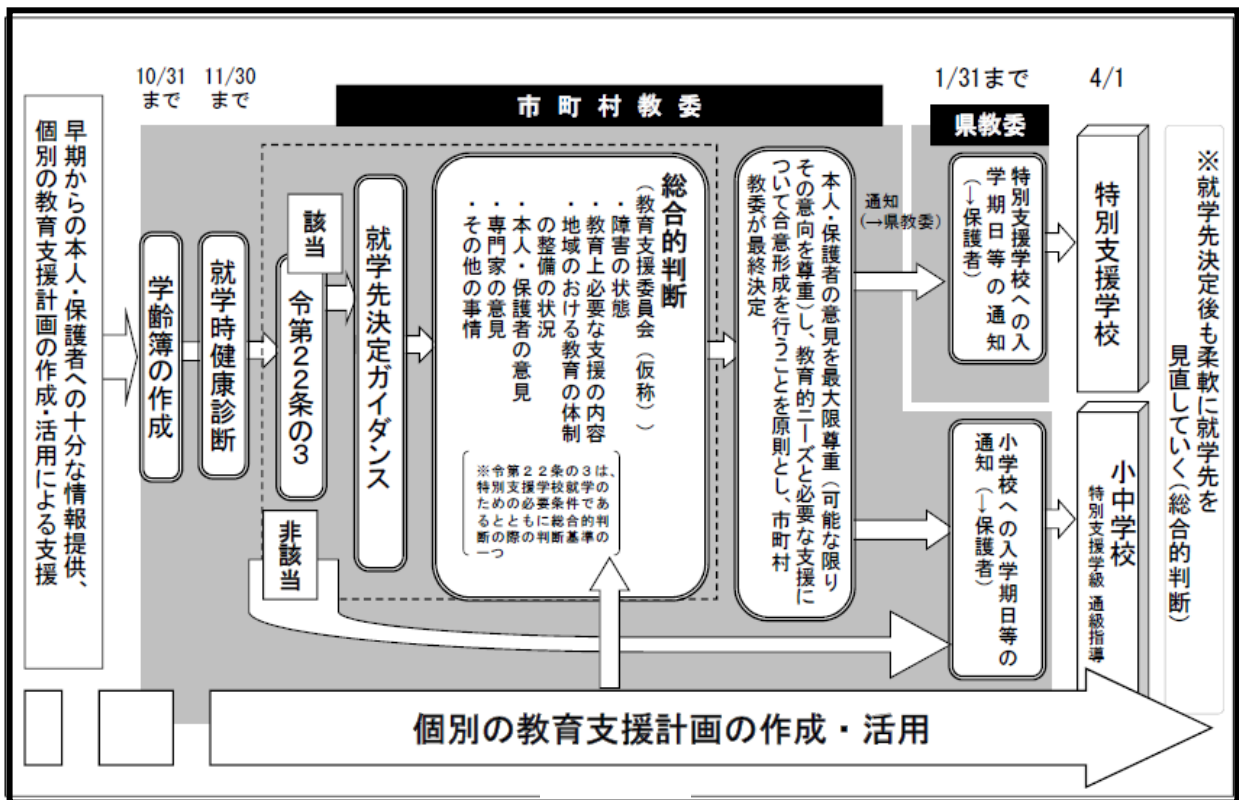 10/31
まで
11/30
まで
1/31まで
4/1
市町村教委
県教委
早期からの本人・保護者への十分な情報提供、
個別の教育支援計画の作成・活用による支援
学齢簿の作成
就学時健康診断
該当
令第22条の3
非該当
就学先決定ガイダンス
総合的判断
(教育支援委員会(仮称))
・障害の状態
・教育上必要な支援の内容
・地域のおける教育の体制
の整備の状況
・本人・保護者の意見
・専門家の意見
・その他の事情
※令第22条の3は、
特別支援学校就学の
ための必要条件であ
るとともに総合的判
断の際の判断基準の
一つ
本人・保護者の意見を最大限尊重(可能な限り
その意向を尊重)し、教育的ニーズと必要な支援に
ついて合意形成を行うことを原則とし、市町村
教委が最終決定
通知
(→県教委)
特別支援学校への入
学期日等の通知
(→保護者)
小学校への入学期日等の
通知(→保護者)
特別支援学校
小中学校
特別支援学級 通級指導
※就学先決定後も柔軟に就学先を
見直していく(総合的判断)
個別の教育支援計画の作成・活用